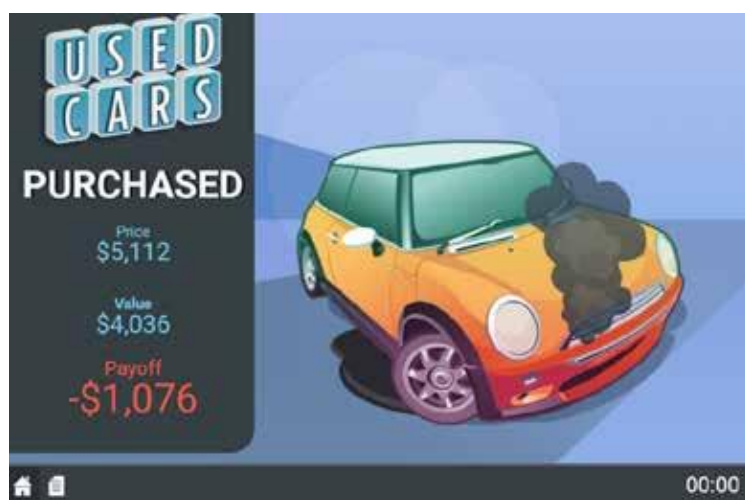 USED
CARS
PURCHASED
Price
$5,112
Value
$4,036
Payoff
-$1,076
00:00